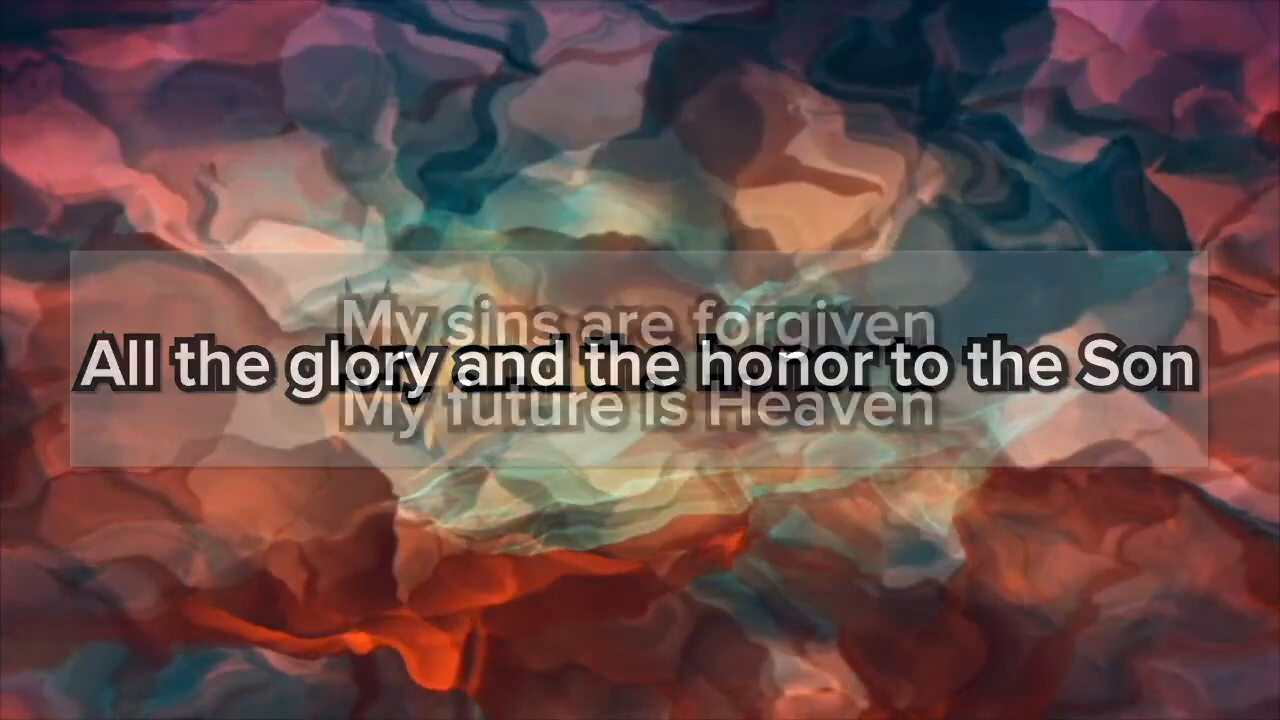 My sins are forgiven
All the glory and the honor to the Son
My future is Heaven